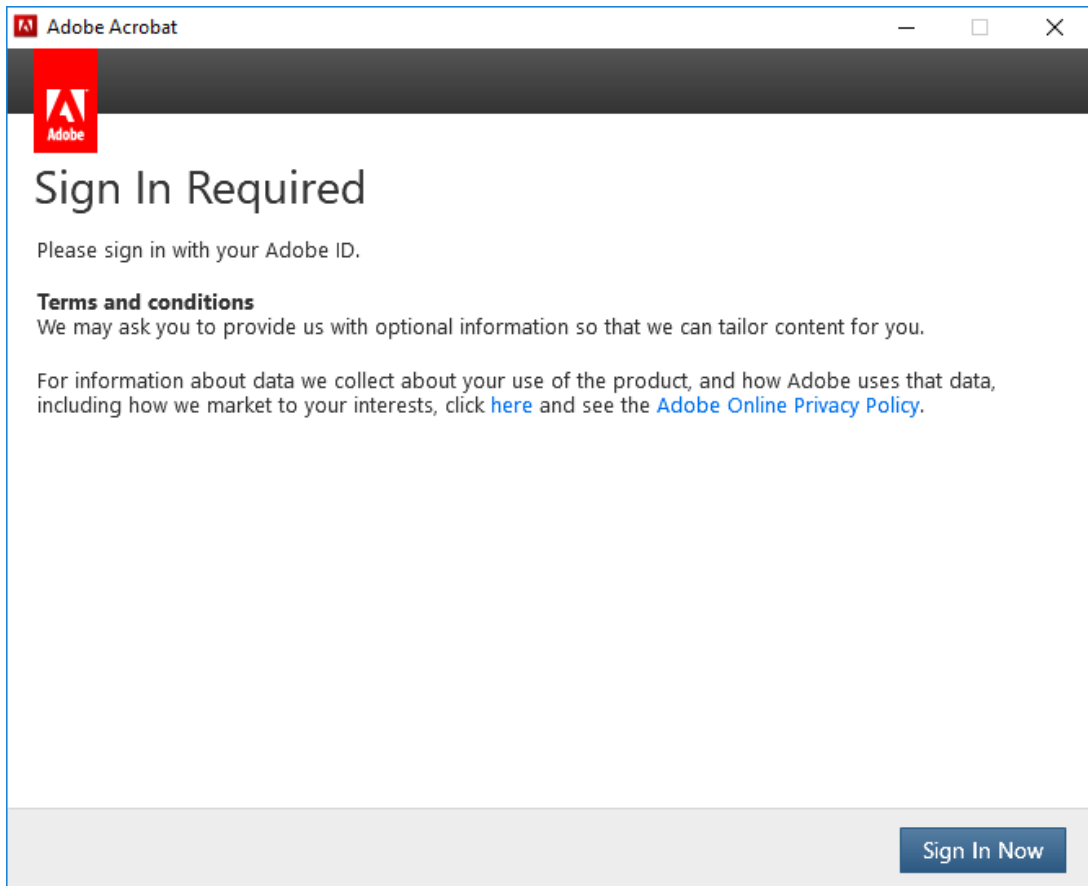 Adobe Acrobat
Adobe
Sign In Required
Please sign in with your Adobe ID.
Terms and conditions
We may ask you to provide us with optional information so that we can tailor content for you.
For information about data we collect about your use of the product, and how Adobe uses that data,
including how we market to your interests, click here and see the Adobe Online Privacy Policy.
Sign In Now